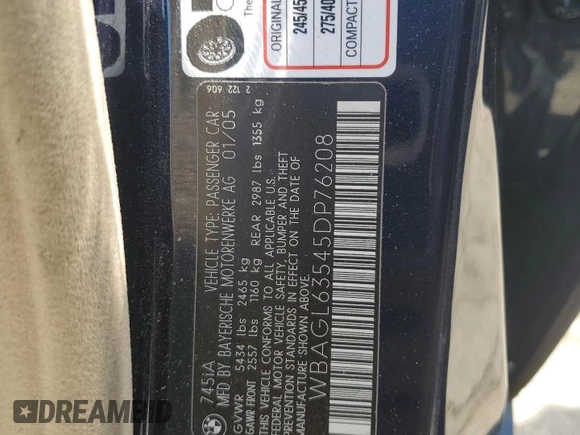 The
ORIGINAL
245/45
275/40
COMPACT
2 122 606
745IA VEHICLE TYPE: PASSENGER CAR
MFD BY BAYERISCHE MOTORENWERKE AG 01/05
GVWR 5434 lbs 2465 kg
GAWR FRONT 2557 lbs 1160 kg REAR 2987 lbs 1355 kg
THIS VEHICLE CONFORMS TO ALL APPLICABLE U.S.
FEDERAL MOTOR VEHICLE SAFETY, BUMPER AND THEFT
PREVENTION STANDARDS IN EFFECT ON THE DATE OF
MANUFACTURE SHOWN ABOVE.
WBAGL63545DP76208
DREAMBID